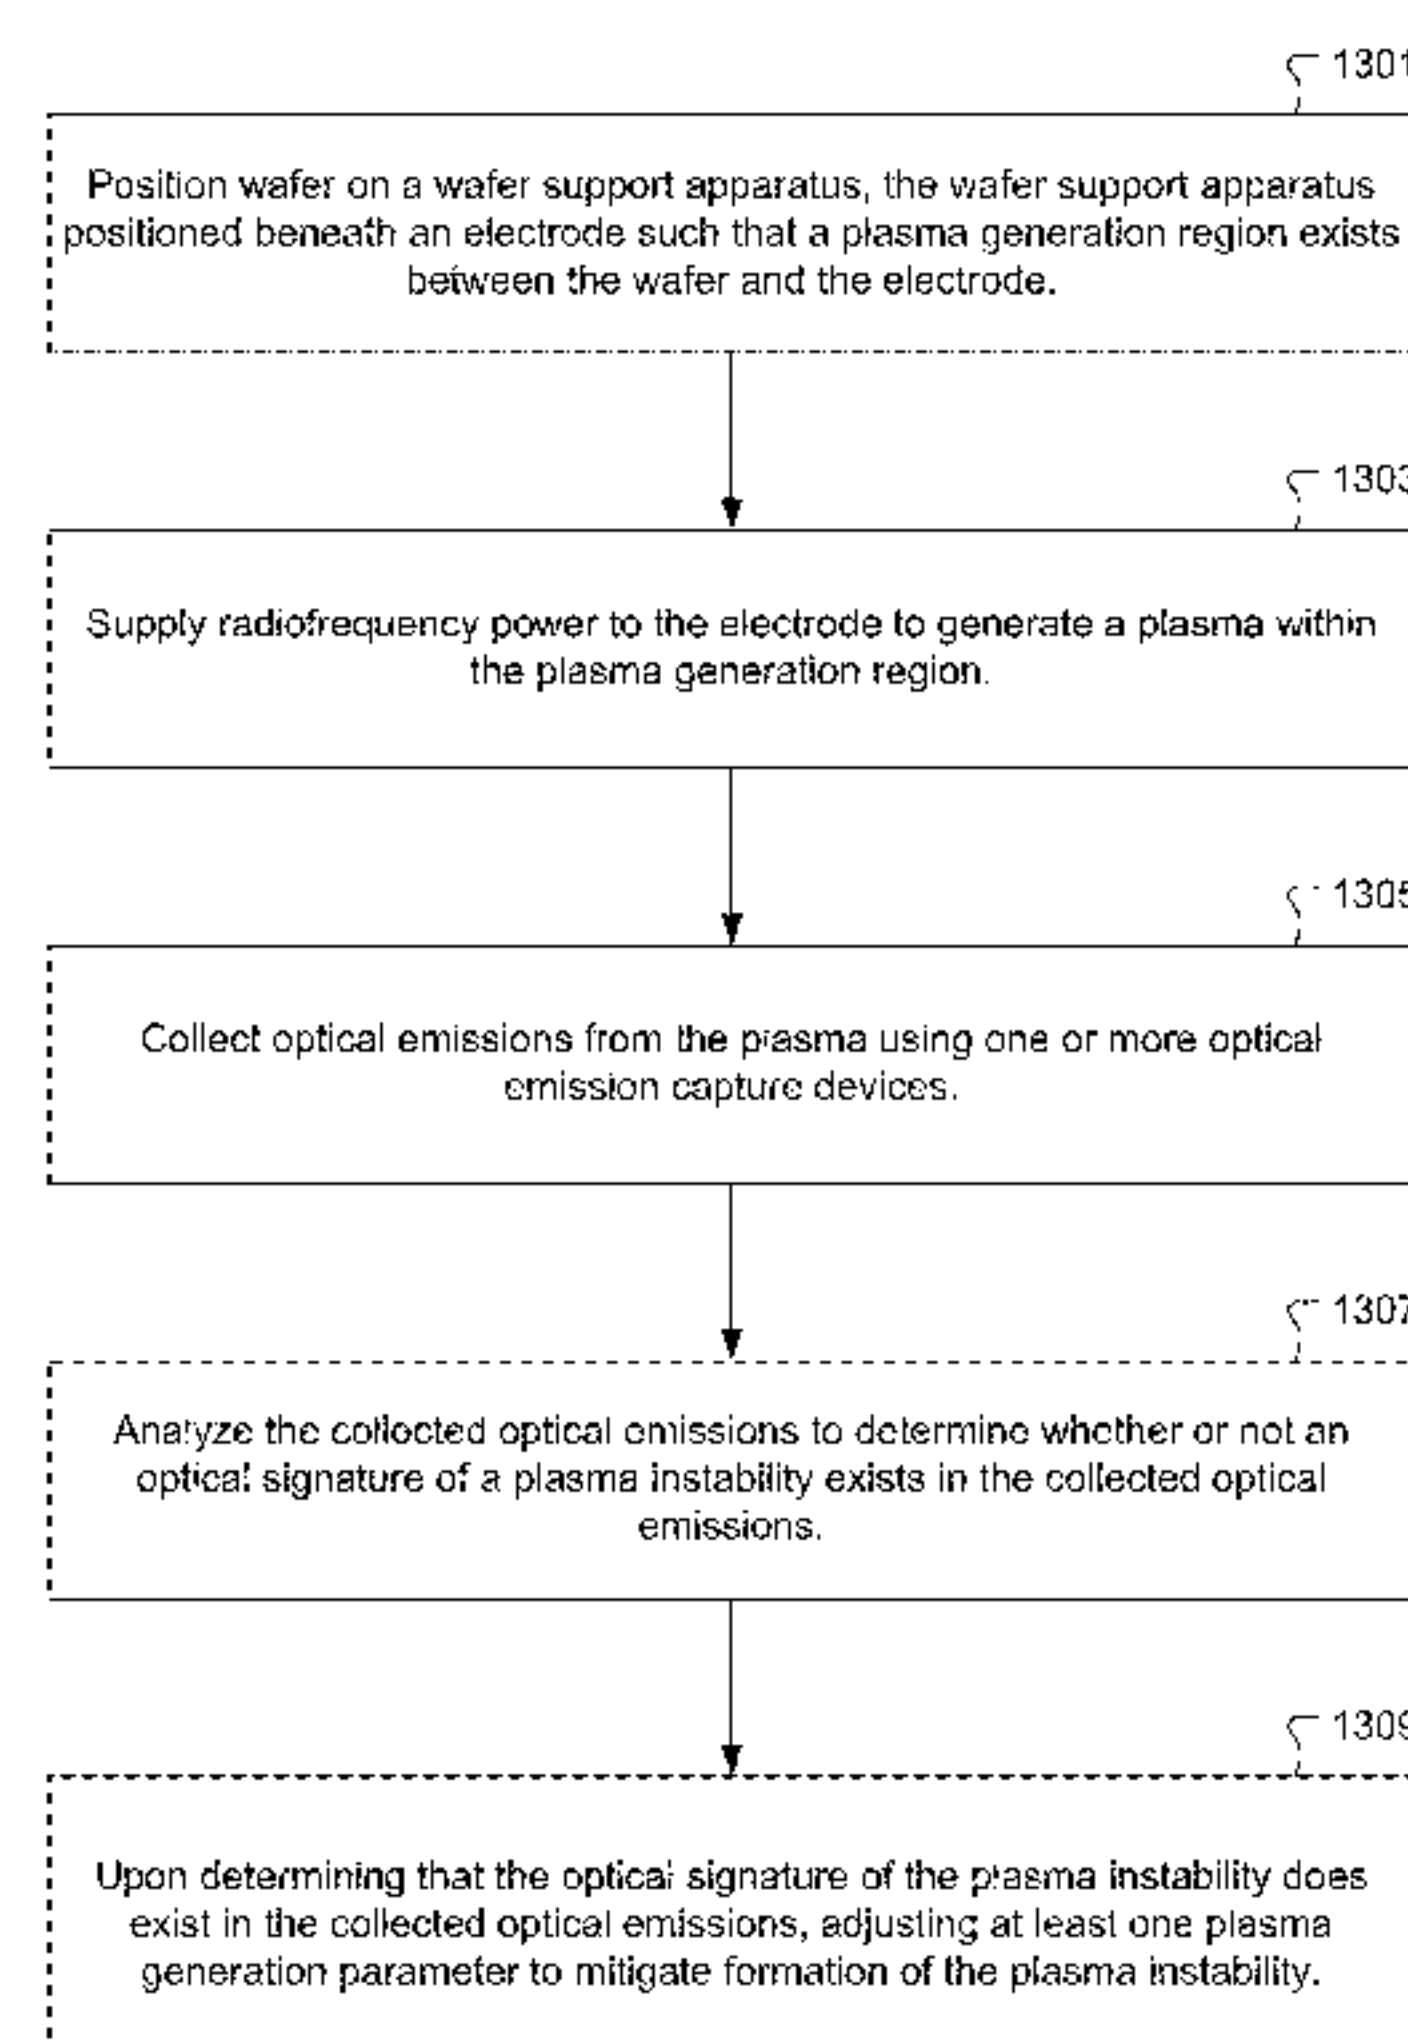 1301
Position wafer on a wafer support apparatus, the wafer support apparatus
positioned beneath an electrode such that a plasma generation region exists
between the wafer and the electrode.
1303
Supply radiofrequency power to the electrode to generate a plasma within
the plasma generation region.
1305
Collect optical emissions from the plasma using one or more optical
emission capture devices.
1307
Analyze the collected optical emissions to determine whether or not an
optical signature of a plasma instability exists in the collected optical
emissions.
1309
Upon determining that the optical signature of the plasma instability does
exist in the collected optical emissions, adjusting at least one plasma
generation parameter to mitigate formation of the plasma instability.